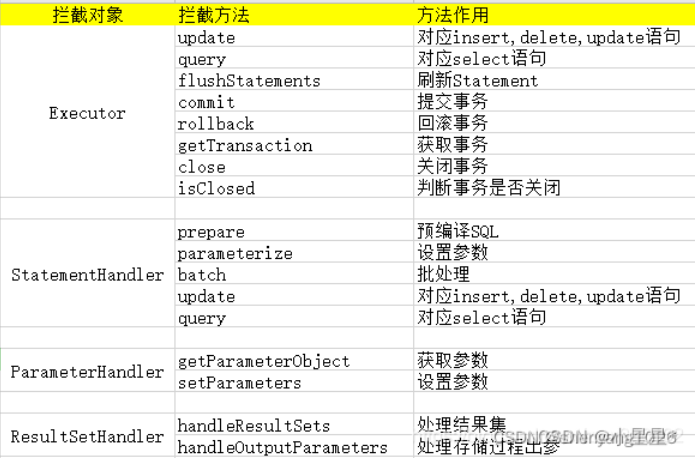 拦截对象 拦截方法 方法作用
update 对应insert,delete,update语句
query 对应select语句
flushStatements 刷新Statement
commit 提交事务
Executor rollback 回滚事务
getTransaction 获取事务
close 关闭事务
isClosed 判断事务是否关闭
prepare 预编译SQL
parameterize 设置参数
StatementHandler batch 批处理
update 对应insert,delete,update语句
query 对应select语句
ParameterHandler getParameterObject 获取参数
setParameters 设置参数
ResultSetHandler handleResultSets 处理结果集
handleOutputParameters 处理存储过程出参